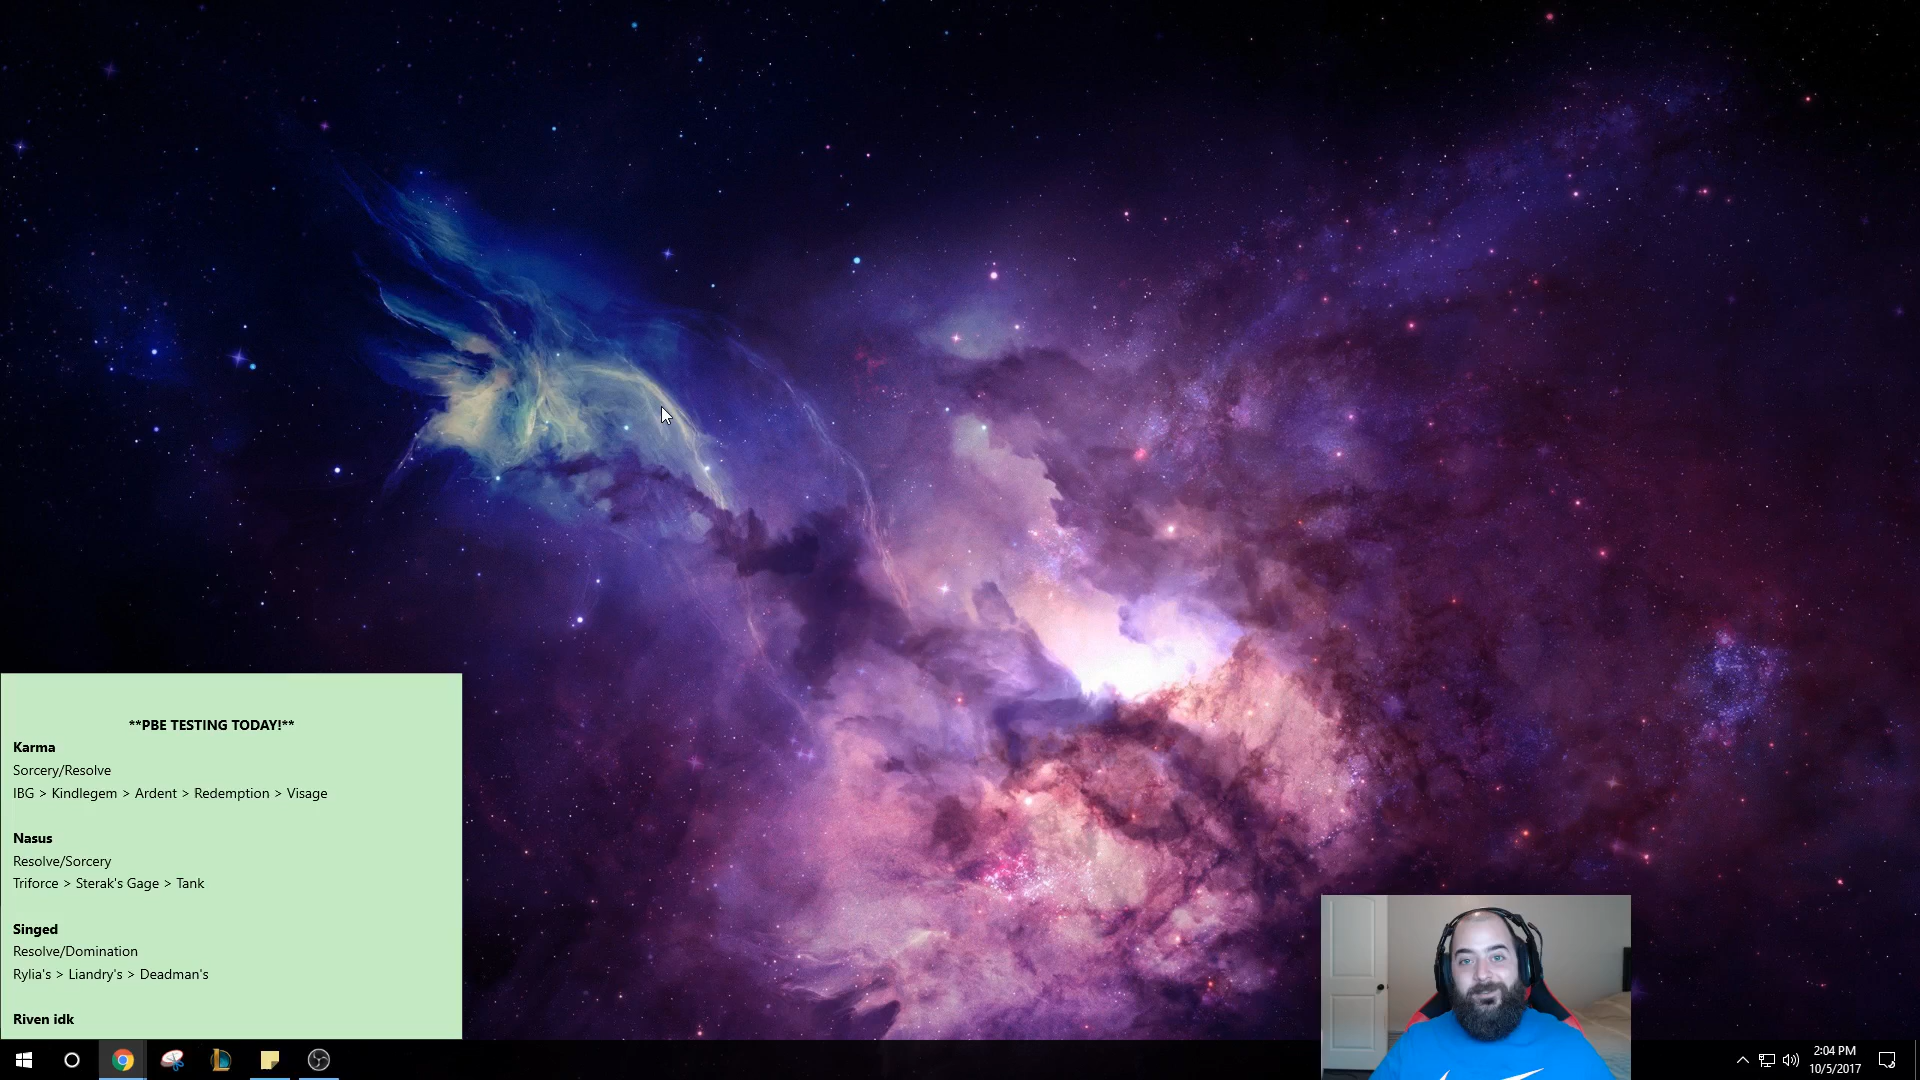 **PBE TESTING TODAY!**
Karma
Sorcery/Resolve
IBG > Kindlegem > Ardent > Redemption > Visage
Nasus
Resolve/Sorcery
Triforce > Sterak's Gage > Tank
Singed
Resolve/Domination
Rylia's > Liandry's > Deadman's
Riven idk
2:04 PM
10/5/2017